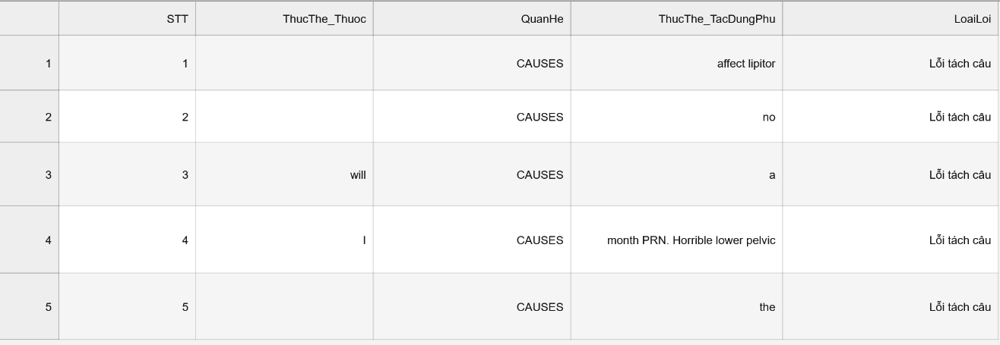 STT ThucThe_Thuoc QuanHe ThucThe_TacDungPhu LoaiLoi
1 1 CAUSES affect lipitor Lỗi tách câu
2 2 CAUSES no Lỗi tách câu
3 3 will CAUSES a Lỗi tách câu
4 4 I CAUSES month PRN. Horrible lower pelvic Lỗi tách câu
5 5 CAUSES the Lỗi tách câu